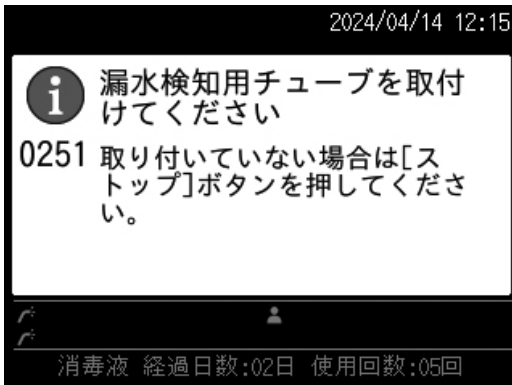 2024/04/14 12:15
漏水検知用チューブを取付
けてください
0251 取り付いていない場合は[ス
トップ]ボタンを押してくださ
い。
消毒液 経過日数:02日 使用回数:05回